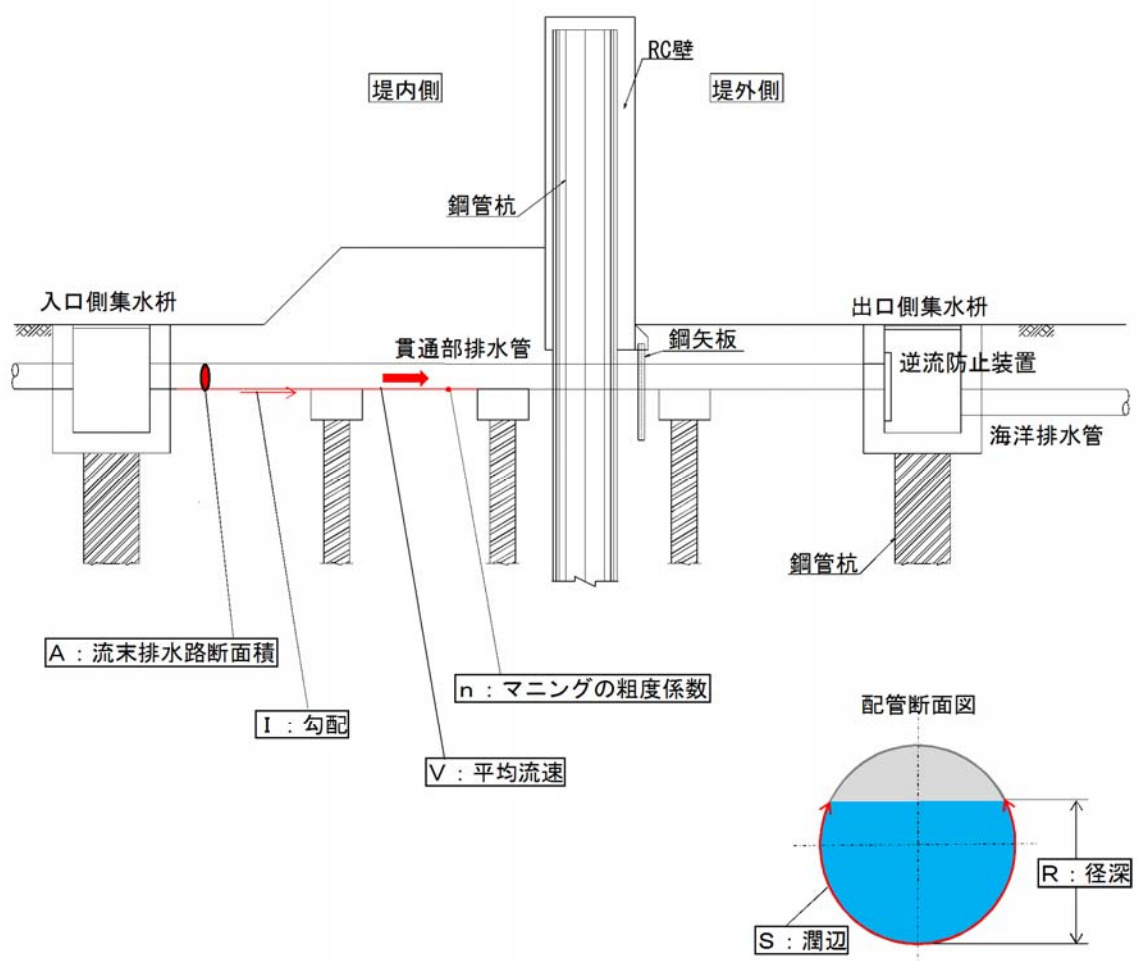 RC壁
堤内側
堤外側
鋼管杭
入口側集水枡
出口側集水枡
貫通部排水管
鋼矢板
逆流防止装置
海洋排水管
鋼管杭
A：流末排水路断面積
n：マニングの粗度係数
I：勾配
V：平均流速
配管断面図
R：径深
S：潤辺